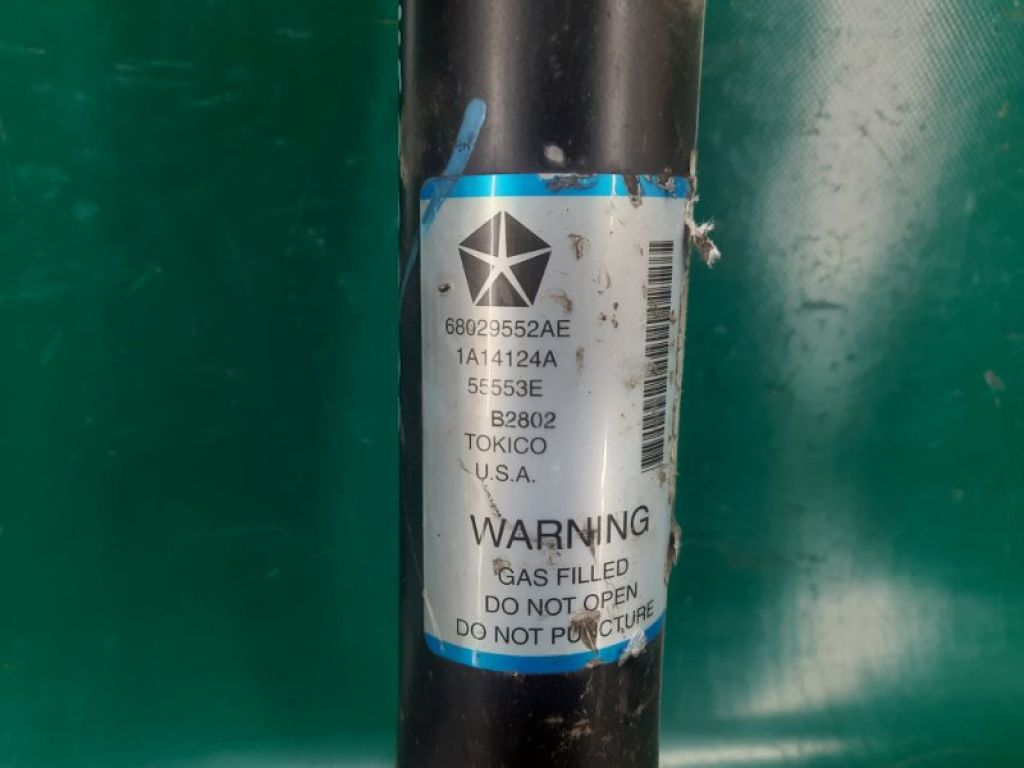 68029552AE
1A14124A
55553E
B2802
TOKICO
U.S.A.
WARNING
GAS FILLED
DO NOT OPEN
DO NOT PUNCTURE